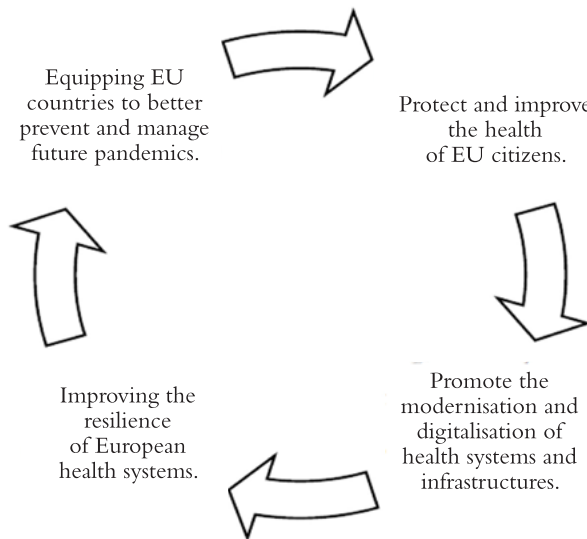 Equipping EU
countries to better
prevent and manage
future pandemics.
Protect and improve
the health
of EU citizens.
Promote the
modernisation and
digitalisation of
health systems and
infrastructures.
Improving the
resilience
of European
health systems.